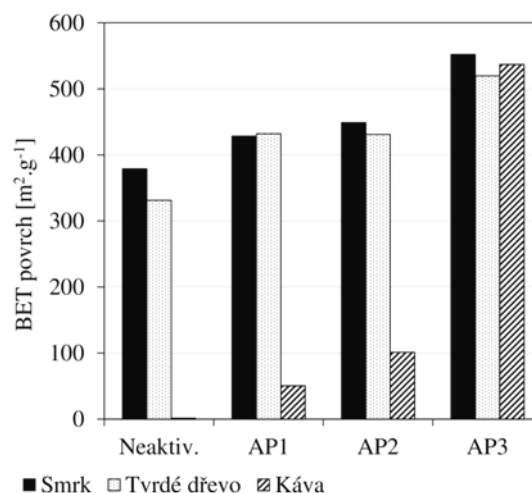 600
500
400
300
200
100
0
BET povrch [m².g⁻¹]
Neaktiv. AP1 AP2 AP3
Smrk Tvrdé dřevo Káva